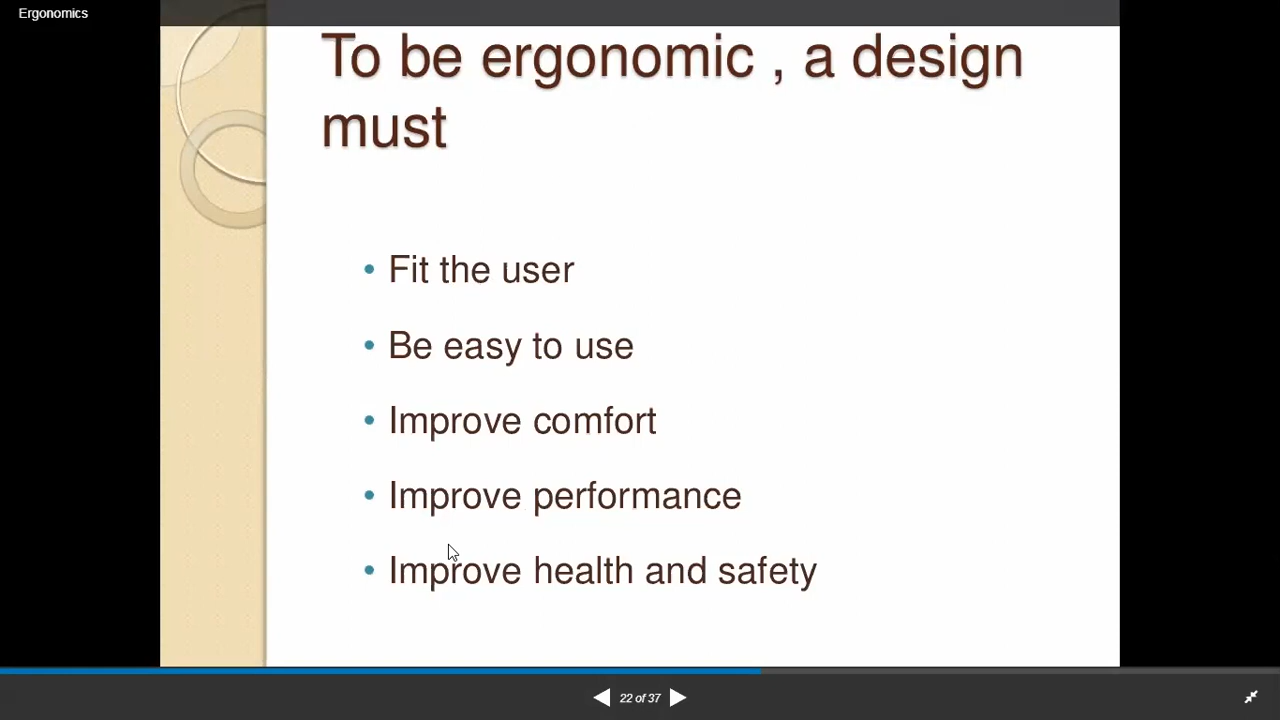 Ergonomics
To be ergonomic , a design
must
• Fit the user
• Be easy to use
• Improve comfort
• Improve performance
• Improve health and safety
22 of 37